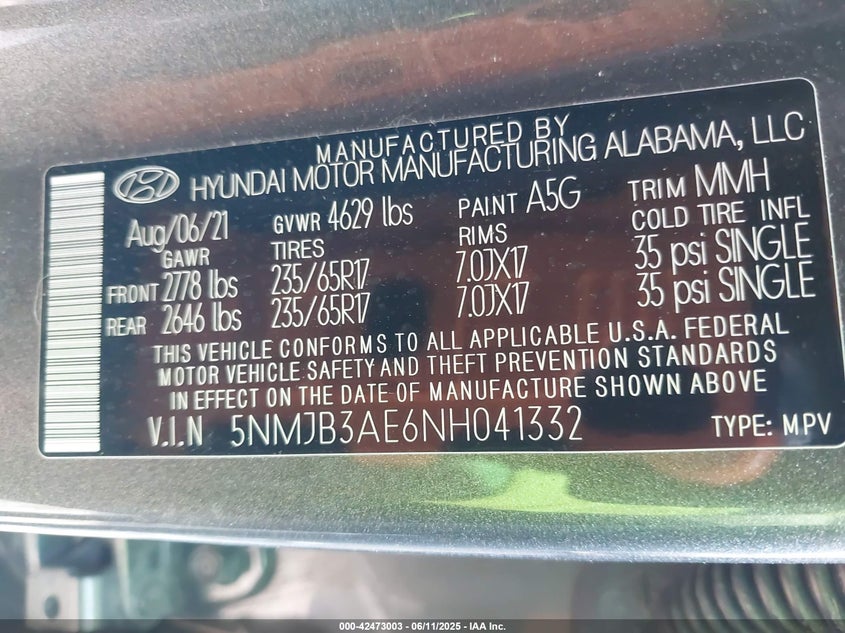 MANUFACTURED BY
HYUNDAI MOTOR MANUFACTURING ALABAMA, LLC
Aug/06/21 GVWR 4629 lbs PAINT A5G TRIM MMH
GAWR TIRES RIMS COLD TIRE INFL
FRONT 2778 lbs 235/65R17 7.0JX17 35 psi SINGLE
REAR 2646 lbs 235/65R17 7.0JX17 35 psi SINGLE
THIS VEHICLE CONFORMS TO ALL APPLICABLE U.S.A. FEDERAL
MOTOR VEHICLE SAFETY AND THEFT PREVENTION STANDARDS
IN EFFECT ON THE DATE OF MANUFACTURE SHOWN ABOVE
V.I.N 5NMJB3AE6NH041332 TYPE: MPV
000-42473003 - 06/11/2025 - IAA Inc.